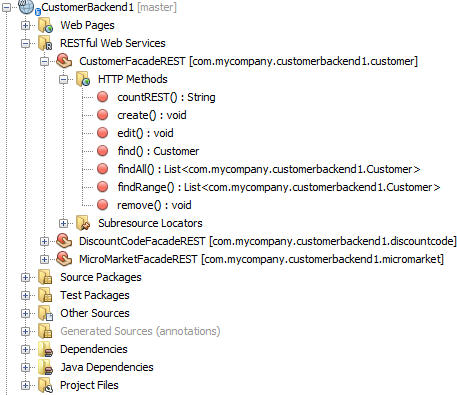 CustomerBackend1 [master]
Web Pages
RESTful Web Services
CustomerFacadeREST [com.mycompany.customerbackend1.customer]
HTTP Methods
countREST() : String
create() : void
edit() : void
find() : Customer
findAll() : List<com.mycompany.customerbackend1.Customer>
findRange() : List<com.mycompany.customerbackend1.Customer>
remove() : void
Subresource Locators
DiscountCodeFacadeREST [com.mycompany.customerbackend1.discountcode]
MicroMarketFacadeREST [com.mycompany.customerbackend1.micromarket]
Source Packages
Test Packages
Other Sources
Generated Sources (annotations)
Dependencies
Java Dependencies
Project Files